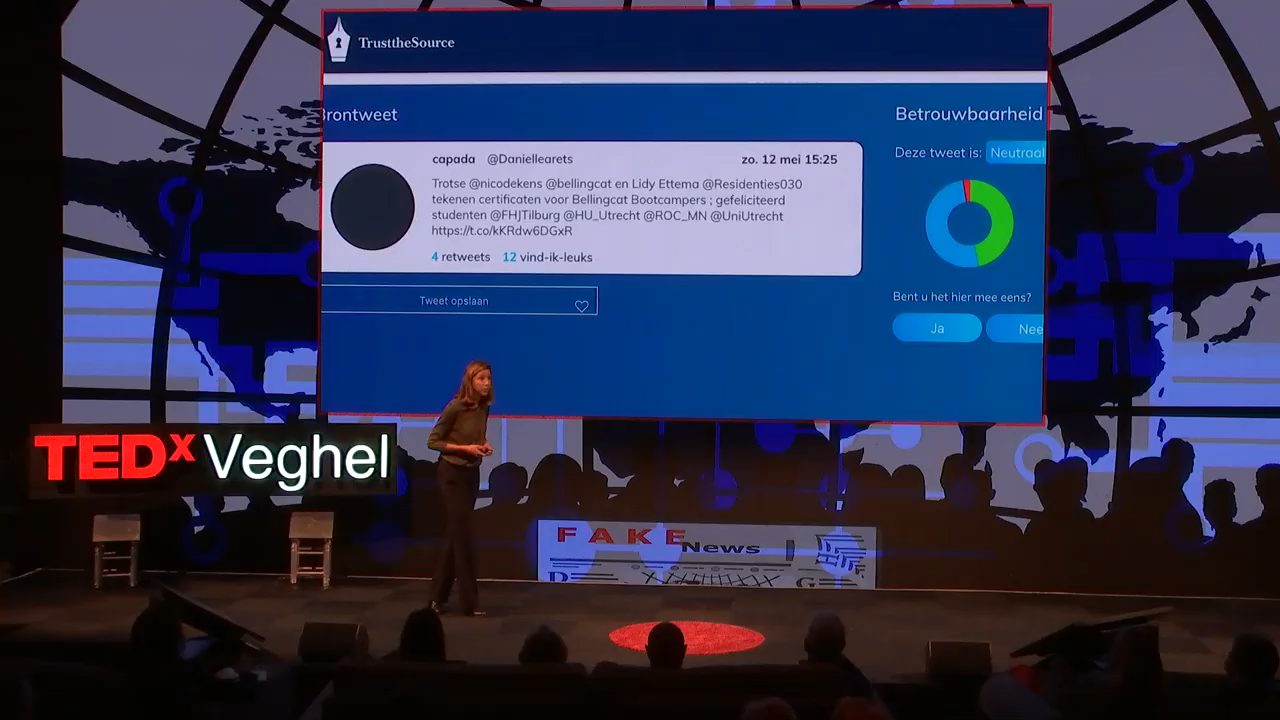 TrusttheSource
Brontweet
Betrouwbaarheid
capada @Daniellearets zo. 12 mei 15:25
Deze tweet is: Neutraal
Trotse @nicodekens @bellingcat en Lidy Ettema @Residenties030
tekenen certificaten voor Bellingcat Bootcampers ; gefeliciteerd
studenten @FHJTilburg @HU_Utrecht @ROC_MN @UniUtrecht
https://t.co/kKRdw6DGxR
4 retweets 12 vind-ik-leuks
Tweet opslaan
Bent u het hier mee eens?
Ja Nee
TEDx Veghel
FAKE
News